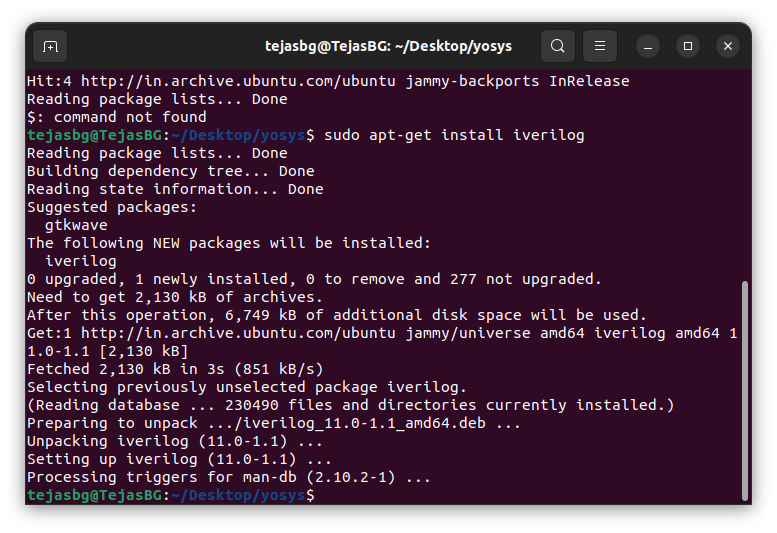 tejasbg@TejasBG: ~/Desktop/yosys
Hit:4 http://in.archive.ubuntu.com/ubuntu jammy-backports InRelease
Reading package lists... Done
$: command not found
tejasbg@TejasBG:~/Desktop/yosys$ sudo apt-get install iverilog
Reading package lists... Done
Building dependency tree... Done
Reading state information... Done
Suggested packages:
  gtkwave
The following NEW packages will be installed:
  iverilog
0 upgraded, 1 newly installed, 0 to remove and 277 not upgraded.
Need to get 2,130 kB of archives.
After this operation, 6,749 kB of additional disk space will be used.
Get:1 http://in.archive.ubuntu.com/ubuntu jammy/universe amd64 iverilog amd64 1
1.0-1.1 [2,130 kB]
Fetched 2,130 kB in 3s (851 kB/s)
Selecting previously unselected package iverilog.
(Reading database ... 230490 files and directories currently installed.)
Preparing to unpack .../iverilog_11.0-1.1_amd64.deb ...
Unpacking iverilog (11.0-1.1) ...
Setting up iverilog (11.0-1.1) ...
Processing triggers for man-db (2.10.2-1) ...
tejasbg@TejasBG:~/Desktop/yosys$